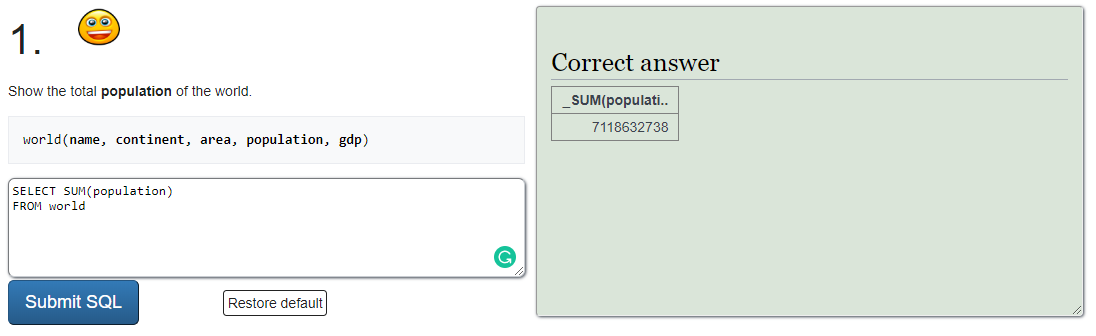 1.
Show the total population of the world.
world(name, continent, area, population, gdp)
SELECT SUM(population)
FROM world
Submit SQL
Restore default
Correct answer
_SUM(populati..
7118632738